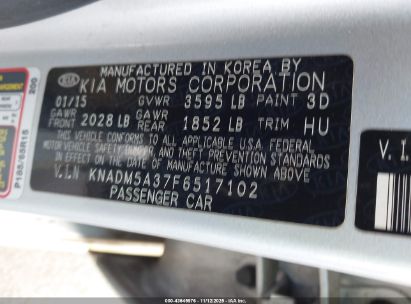 MANUFACTURED IN KOREA BY
KIA MOTORS CORPORATION
01/15 GVWR 3595 LB PAINT 3D
GAWR FRONT 2028 LB GAWR REAR 1852 LB TRIM HU
THIS VEHICLE CONFORMS TO ALL APPLICABLE U.S.A. FEDERAL
MOTOR VEHICLE SAFETY AND THEFT PREVENTION STANDARDS
IN EFFECT ON THE DATE OF MANUFACTURE SHOWN ABOVE.
V.I.N KNADM5A37F6517102
PASSENGER CAR
P185/65R15
200
V.I